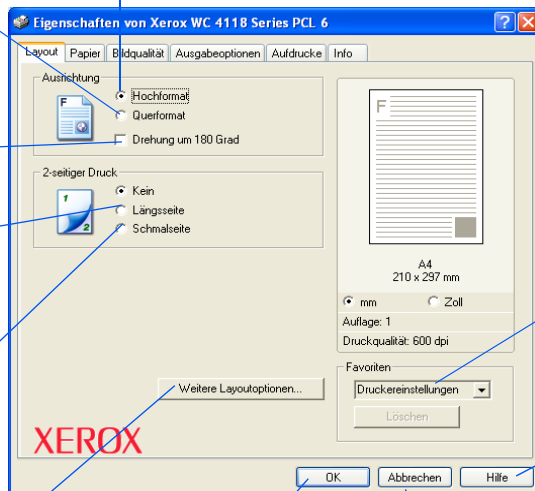 Eigenschaften von Xerox WC 4118 Series PCL 6
Layout Papier Bildqualität Ausgabeoptionen Aufdrucke Info
Ausrichtung
F
Hochformat
Querformat
Drehung um 180 Grad
2-seitiger Druck
1
2
Kein
Längsseite
Schmalseite
Weitere Layoutoptionen...
XEROX
F
A4
210 x 297 mm
mm Zoll
Auflage: 1
Druckqualität: 600 dpi
Favoriten
Druckereinstellungen
Löschen
OK Abbrechen Hilfe